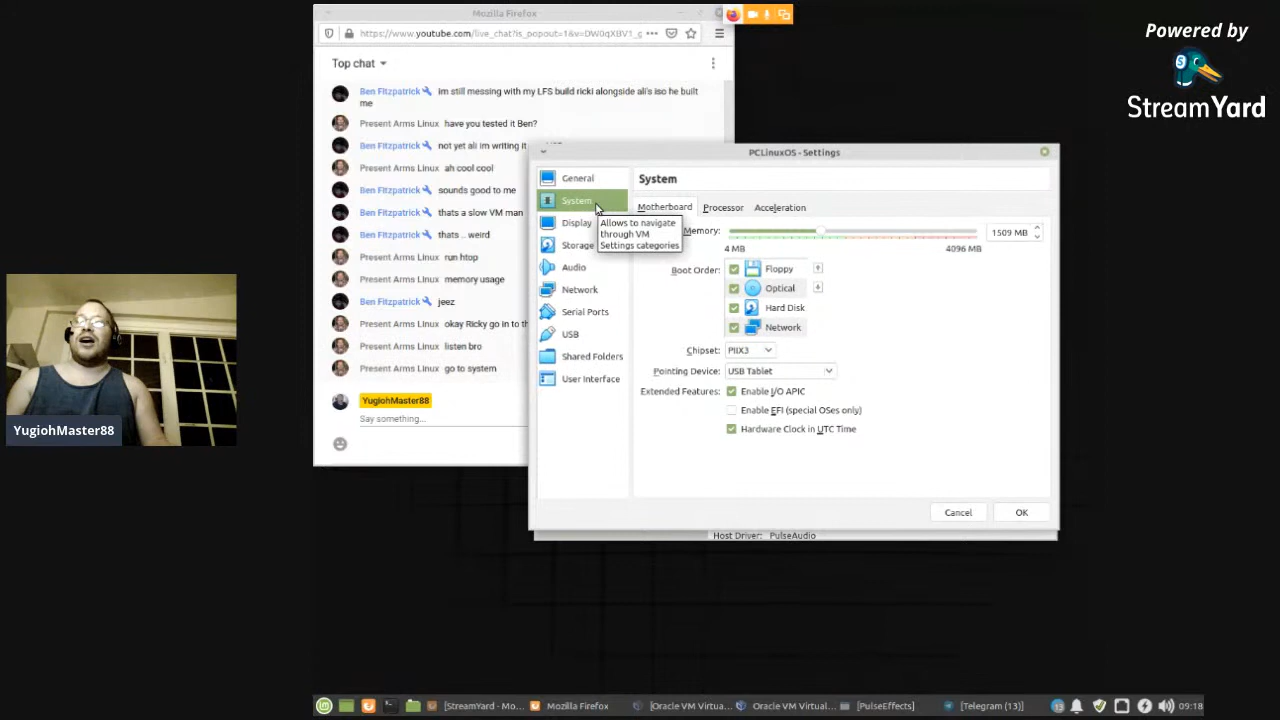 Mozilla Firefox
https://www.youtube.com/live_chat?is_popout=1&v=DW0qXBV1_g
Top chat
Ben Fitzpatrick im still messing with my LFS build ricki alongside ali's iso he built
me
Present Arms Linux have you tested it Ben?
Ben Fitzpatrick not yet ali im writing it
Present Arms Linux ah cool cool
Ben Fitzpatrick sounds good to me
Ben Fitzpatrick thats a slow VM man
Ben Fitzpatrick thats .. weird
Present Arms Linux run htop
Present Arms Linux memory usage
Ben Fitzpatrick jeez
Present Arms Linux okay Ricky go in to th
Present Arms Linux listen bro
Present Arms Linux go to system
YugiohMaster88
Say something...
PCLinuxOS - Settings
General
System
Display
Storage
Audio
Network
Serial Ports
USB
Shared Folders
User Interface
Allows to navigate
through VM
Settings categories
System
Motherboard Processor Acceleration
Memory: 1509 MB
4 MB 4096 MB
Boot Order: Floppy
Optical
Hard Disk
Network
Chipset: PIIX3
Pointing Device: USB Tablet
Extended Features: Enable I/O APIC
Enable EFI (special OSes only)
Hardware Clock in UTC Time
Cancel OK
Host Driver: PulseAudio
Powered by
StreamYard
YugiohMaster88
[StreamYard - Mo... Mozilla Firefox [Oracle VM Virtua... Oracle VM Virtual... [PulseEffects] [Telegram (13)] 09:18